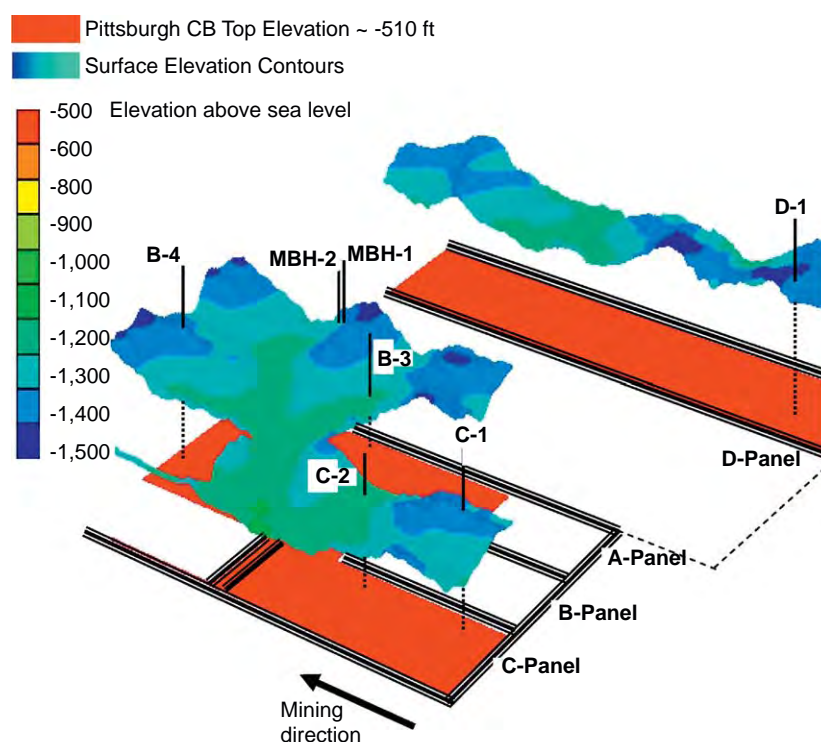 Pittsburgh CB Top Elevation ~ -510 ft
Surface Elevation Contours
Elevation above sea level
-500
-600
-800
-900
-1,000
-1,100
-1,200
-1,300
-1,400
-1,500
D-1
B-4
MBH-2
MBH-1
B-3
C-1
C-2
D-Panel
A-Panel
B-Panel
C-Panel
Mining
direction